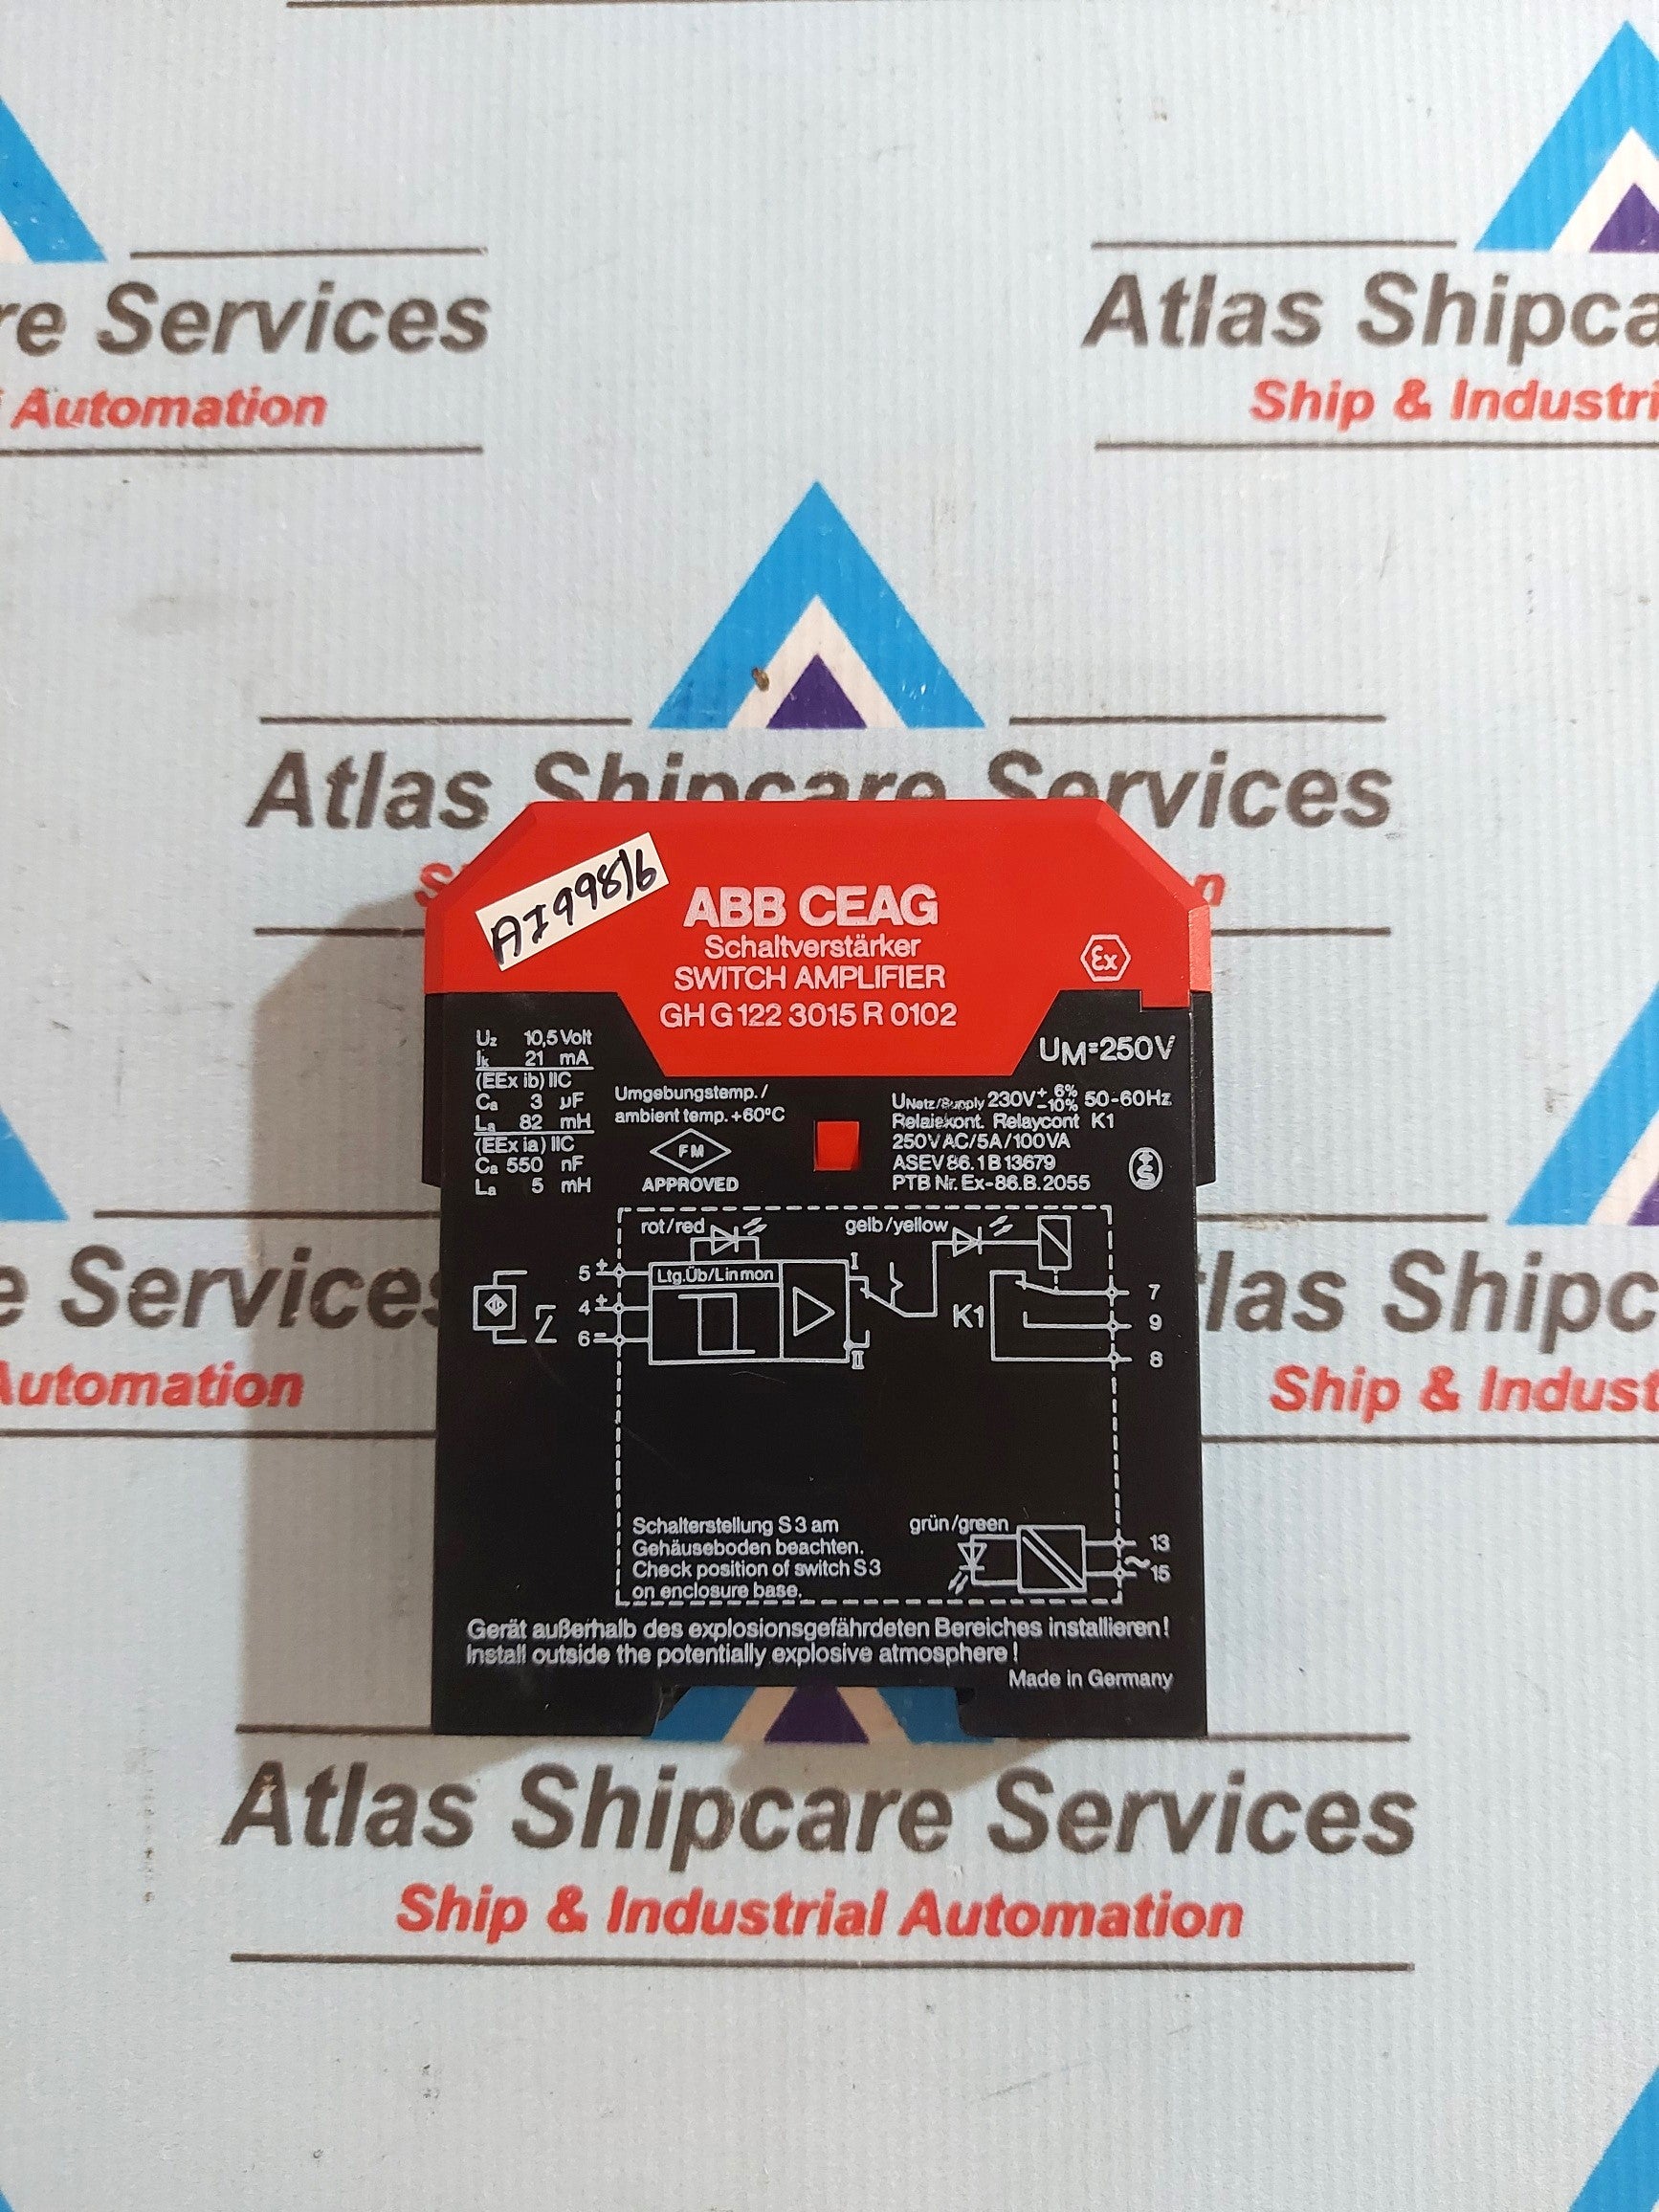 re Services
Automation
Atlas Shipca
Ship & Industri
Atlas Shipcare Services
AI998/6
ABB CEAG
Schaltverstärker
SWITCH AMPLIFIER
GH G 122 3015 R 0102
Ex
UM=250V
Uz 10,5 Volt
Ik 21 mA
(EEx ib) IIC
Ca 3 µF
La 82 mH
(EEx ia) IIC
Ca 550 nF
La 5 mH
Umgebungstemp./
ambient temp. +60°C
FM
APPROVED
UNetz/Supply 230V + 6% -10% 50-60Hz
Relaiskont. Relaycont K1
250V AC/5A/100VA
ASEV 86.1 B 13679
PTB Nr. Ex-86.B.2055
rot/red
gelb/yellow
Ltg.Üb/Lin mon
5 +
4 +
6 -
I
II
K1
7
9
8
Schalterstellung S 3 am
Gehäuseboden beachten.
Check position of switch S 3
on enclosure base.
grün/green
13
~
15
Gerät außerhalb des explosionsgefährdeten Bereiches installieren!
Install outside the potentially explosive atmosphere!
Made in Germany
e Services
Automation
tlas Shipc
Ship & Indust
Atlas Shipcare Services
Ship & Industrial Automation